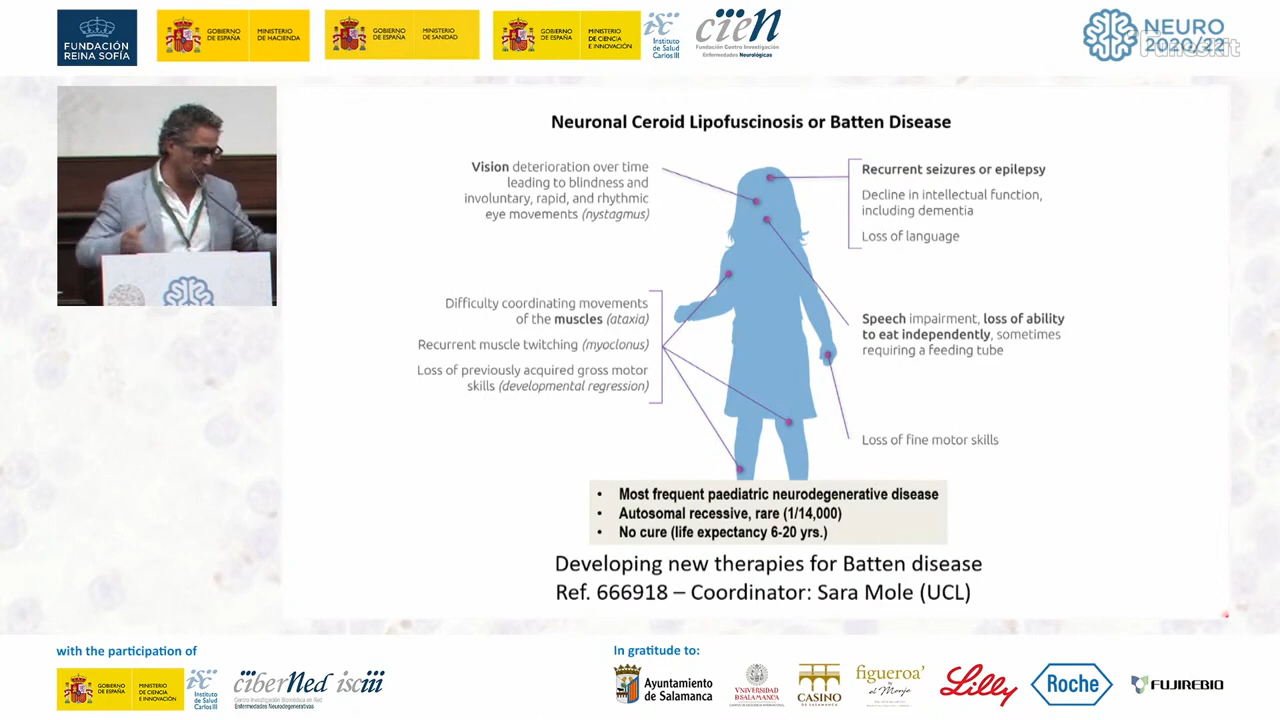 FUNDACIÓN
REINA SOFÍA
GOBIERNO
DE ESPAÑA
MINISTERIO
DE HACIENDA
GOBIERNO
DE ESPAÑA
MINISTERIO
DE SANIDAD
GOBIERNO
DE ESPAÑA
MINISTERIO
DE CIENCIA
E INNOVACIÓN
isc
Instituto
de Salud
Carlos III
cien
Fundación Centro Investigación
Enfermedades Neurológicas
NEURO
2020/22
Neuronal Ceroid Lipofuscinosis or Batten Disease
Vision deterioration over time
leading to blindness and
involuntary, rapid, and rhythmic
eye movements (nystagmus)
Recurrent seizures or epilepsy
Decline in intellectual function,
including dementia
Loss of language
Difficulty coordinating movements
of the muscles (ataxia)
Recurrent muscle twitching (myoclonus)
Loss of previously acquired gross motor
skills (developmental regression)
Speech impairment, loss of ability
to eat independently, sometimes
requiring a feeding tube
Loss of fine motor skills
• Most frequent paediatric neurodegenerative disease
• Autosomal recessive, rare (1/14,000)
• No cure (life expectancy 6-20 yrs.)
Developing new therapies for Batten disease
Ref. 666918 – Coordinator: Sara Mole (UCL)
with the participation of
In gratitude to:
GOBIERNO
DE ESPAÑA
MINISTERIO
DE CIENCIA
E INNOVACIÓN
isc
Instituto
de Salud
Carlos III
ciberNed isciii
Centro Investigación Biomédica en Red
Enfermedades Neurodegenerativas
Ayuntamiento
de Salamanca
VNIVERSIDAD
D SALAMANCA
CASINO
DE SALAMANCA
figueroa'
by
el Monje
Lilly
Roche
FUJIREBIO